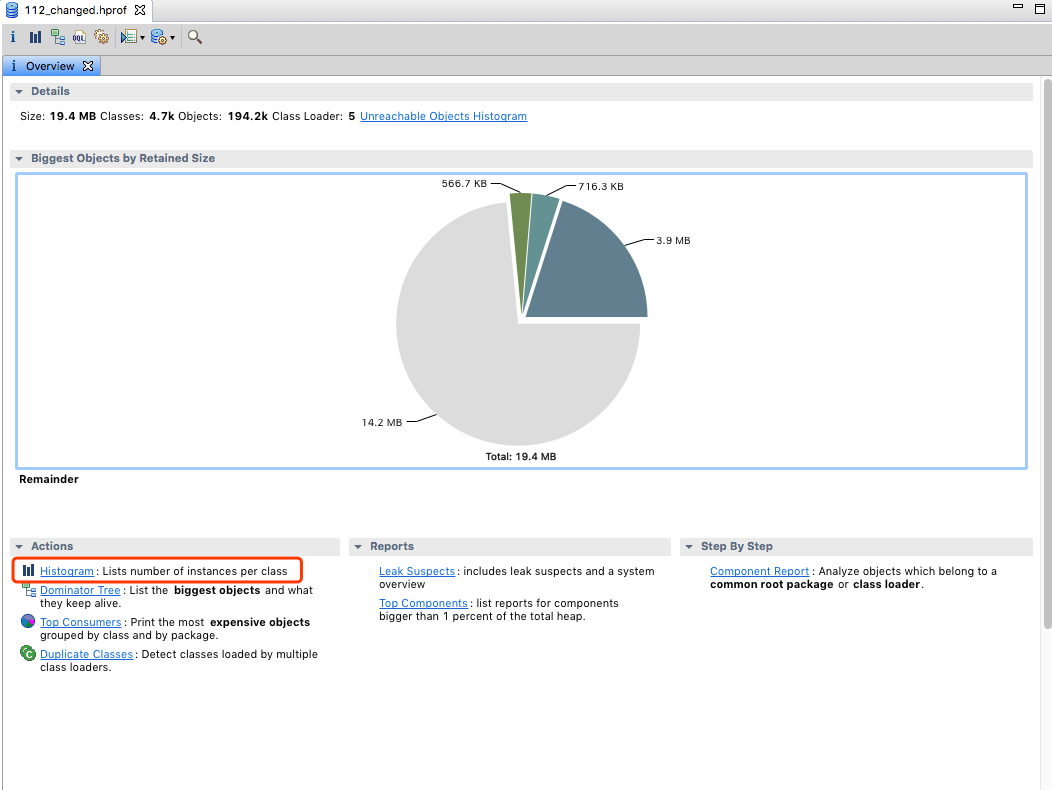 112_changed.hprof
i OQL
i Overview
Details
Size: 19.4 MB Classes: 4.7k Objects: 194.2k Class Loader: 5 Unreachable Objects Histogram
Biggest Objects by Retained Size
566.7 KB
716.3 KB
3.9 MB
14.2 MB
Total: 19.4 MB
Remainder
Actions
Histogram : Lists number of instances per class
Dominator Tree : List the biggest objects and what
they keep alive.
Top Consumers : Print the most expensive objects
grouped by class and by package.
Duplicate Classes : Detect classes loaded by multiple
class loaders.
Reports
Leak Suspects : includes leak suspects and a system
overview
Top Components : list reports for components
bigger than 1 percent of the total heap.
Step By Step
Component Report : Analyze objects which belong to a
common root package or class loader.